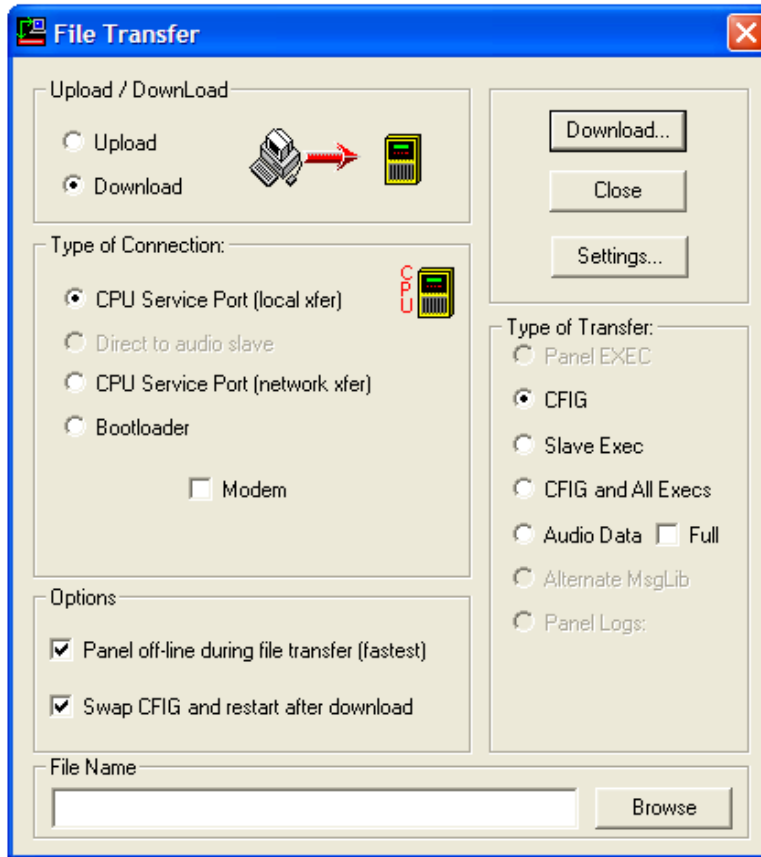 File Transfer
Upload / DownLoad
Upload
Download
Download...
Close
Settings...
Type of Connection:
CPU
CPU Service Port (local xfer)
Direct to audio slave
CPU Service Port (network xfer)
Bootloader
Modem
Type of Transfer:
Panel EXEC
CFIG
Slave Exec
CFIG and All Execs
Audio Data Full
Alternate MsgLib
Panel Logs:
Options
Panel off-line during file transfer (fastest)
Swap CFIG and restart after download
File Name
Browse